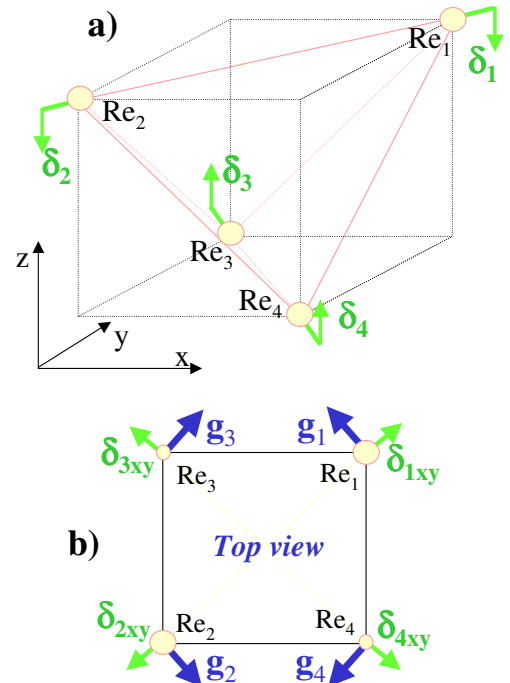 a)
Re₁
δ₁
Re₂
δ₂
δ₃
Re₃
z
Re₄
δ₄
y
x
g₃ g₁
δ₃xy δ₁xy
Re₃ Re₁
b)
Top view
δ₂xy Re₂ Re₄ δ₄xy
g₂ g₄